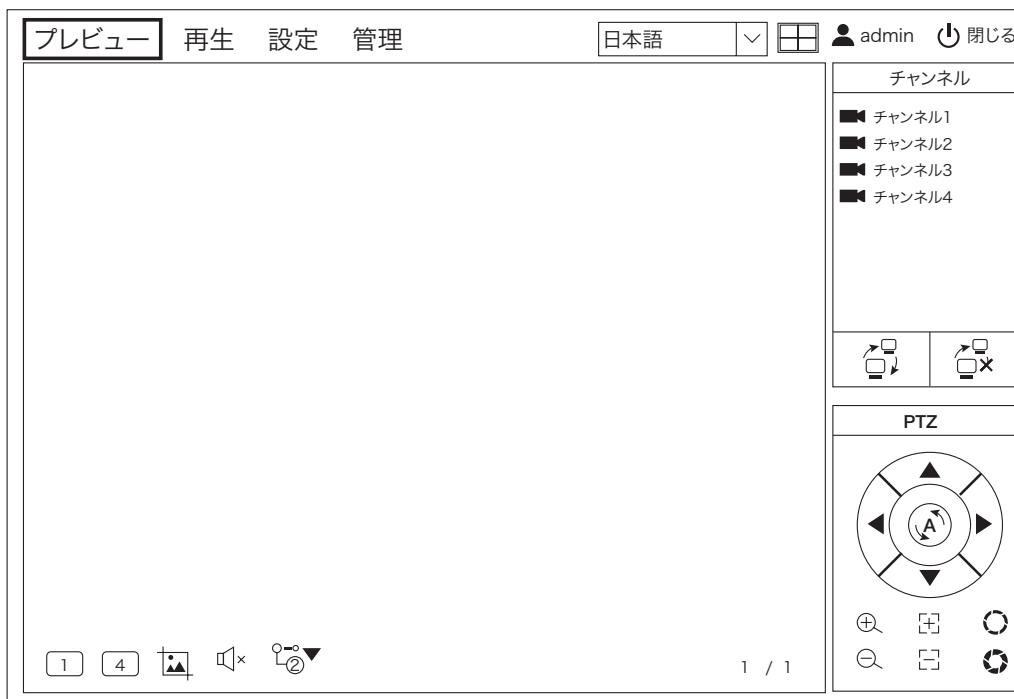 プレビュー 再生 設定 管理 日本語 admin 閉じる
チャンネル
チャンネル1
チャンネル2
チャンネル3
チャンネル4
PTZ
A
1 4 2 1 / 1